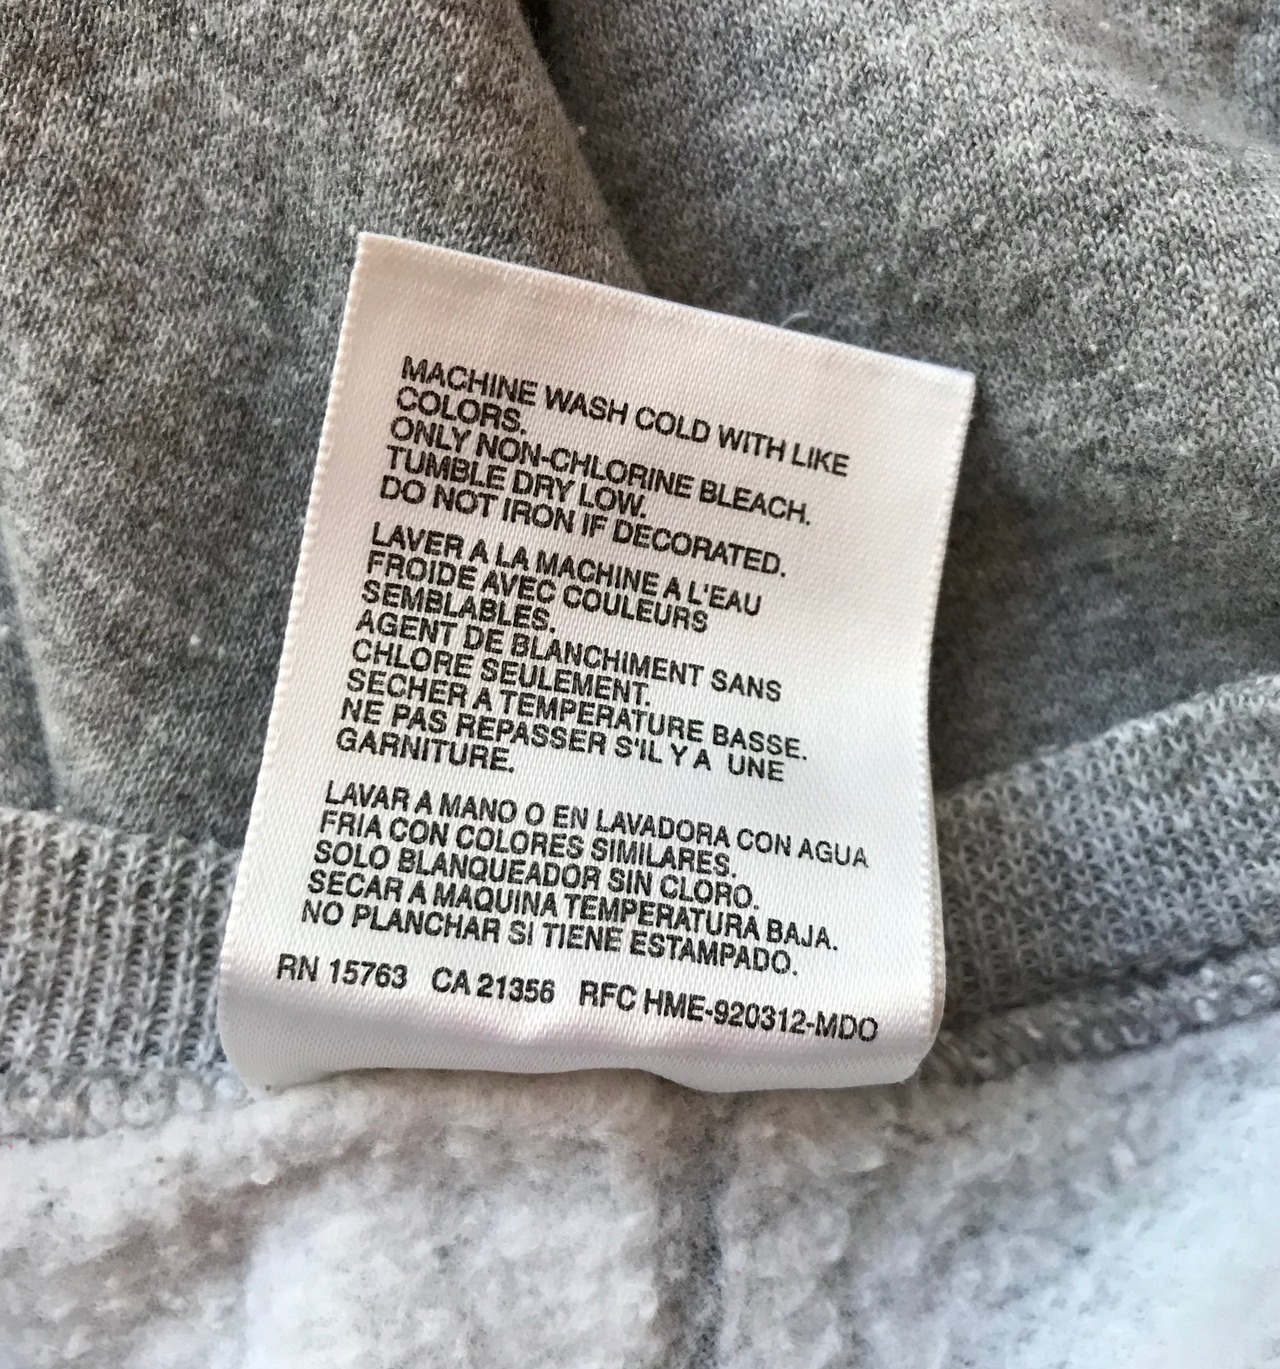 MACHINE WASH COLD WITH LIKE
COLORS.
ONLY NON-CHLORINE BLEACH.
TUMBLE DRY LOW.
DO NOT IRON IF DECORATED.
LAVER A LA MACHINE A L'EAU
FROIDE AVEC COULEURS
SEMBLABLES.
AGENT DE BLANCHIMENT SANS
CHLORE SEULEMENT.
SECHER A TEMPERATURE BASSE.
NE PAS REPASSER S'IL Y A UNE
GARNITURE.
LAVAR A MANO O EN LAVADORA CON AGUA
FRIA CON COLORES SIMILARES.
SOLO BLANQUEADOR SIN CLORO.
SECAR A MAQUINA TEMPERATURA BAJA.
NO PLANCHAR SI TIENE ESTAMPADO.
RN 15763 CA 21356 RFC HME-920312-MDO